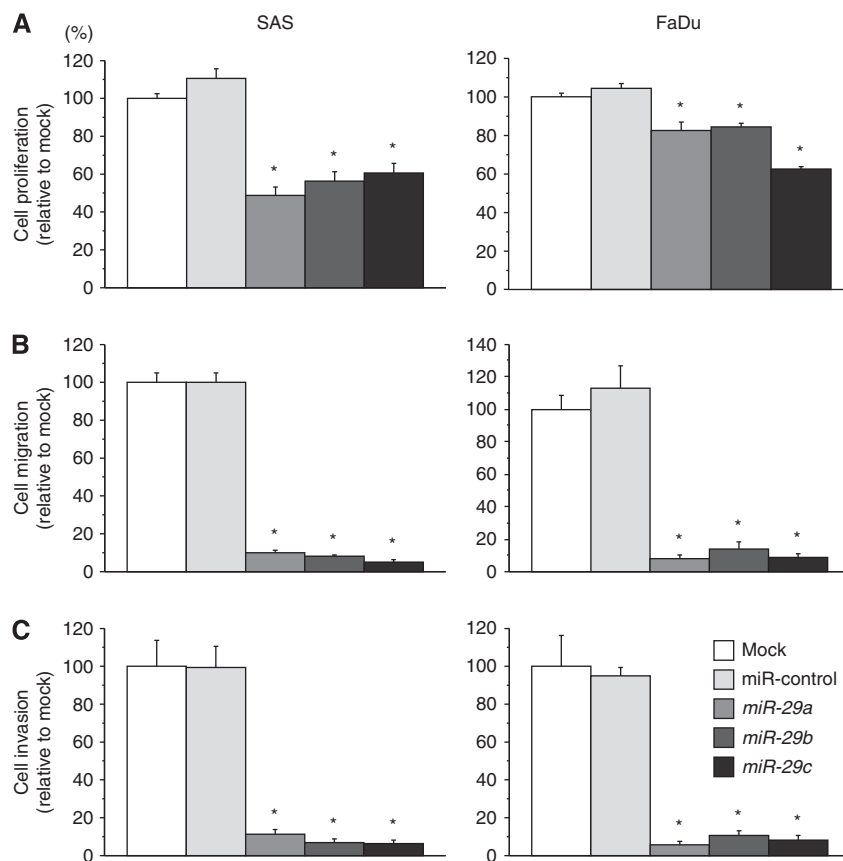 A
(%)
SAS
FaDu
Cell proliferation
(relative to mock)
120
100
80
60
40
20
0
* * *
120
100
80
60
40
20
0
* * *
B
Cell migration
(relative to mock)
120
100
80
60
40
20
0
* * *
140
120
100
80
60
40
20
0
* * *
C
Cell invasion
(relative to mock)
120
100
80
60
40
20
0
* * *
120
100
80
60
40
20
0
* * *
Mock
miR-control
miR-29a
miR-29b
miR-29c